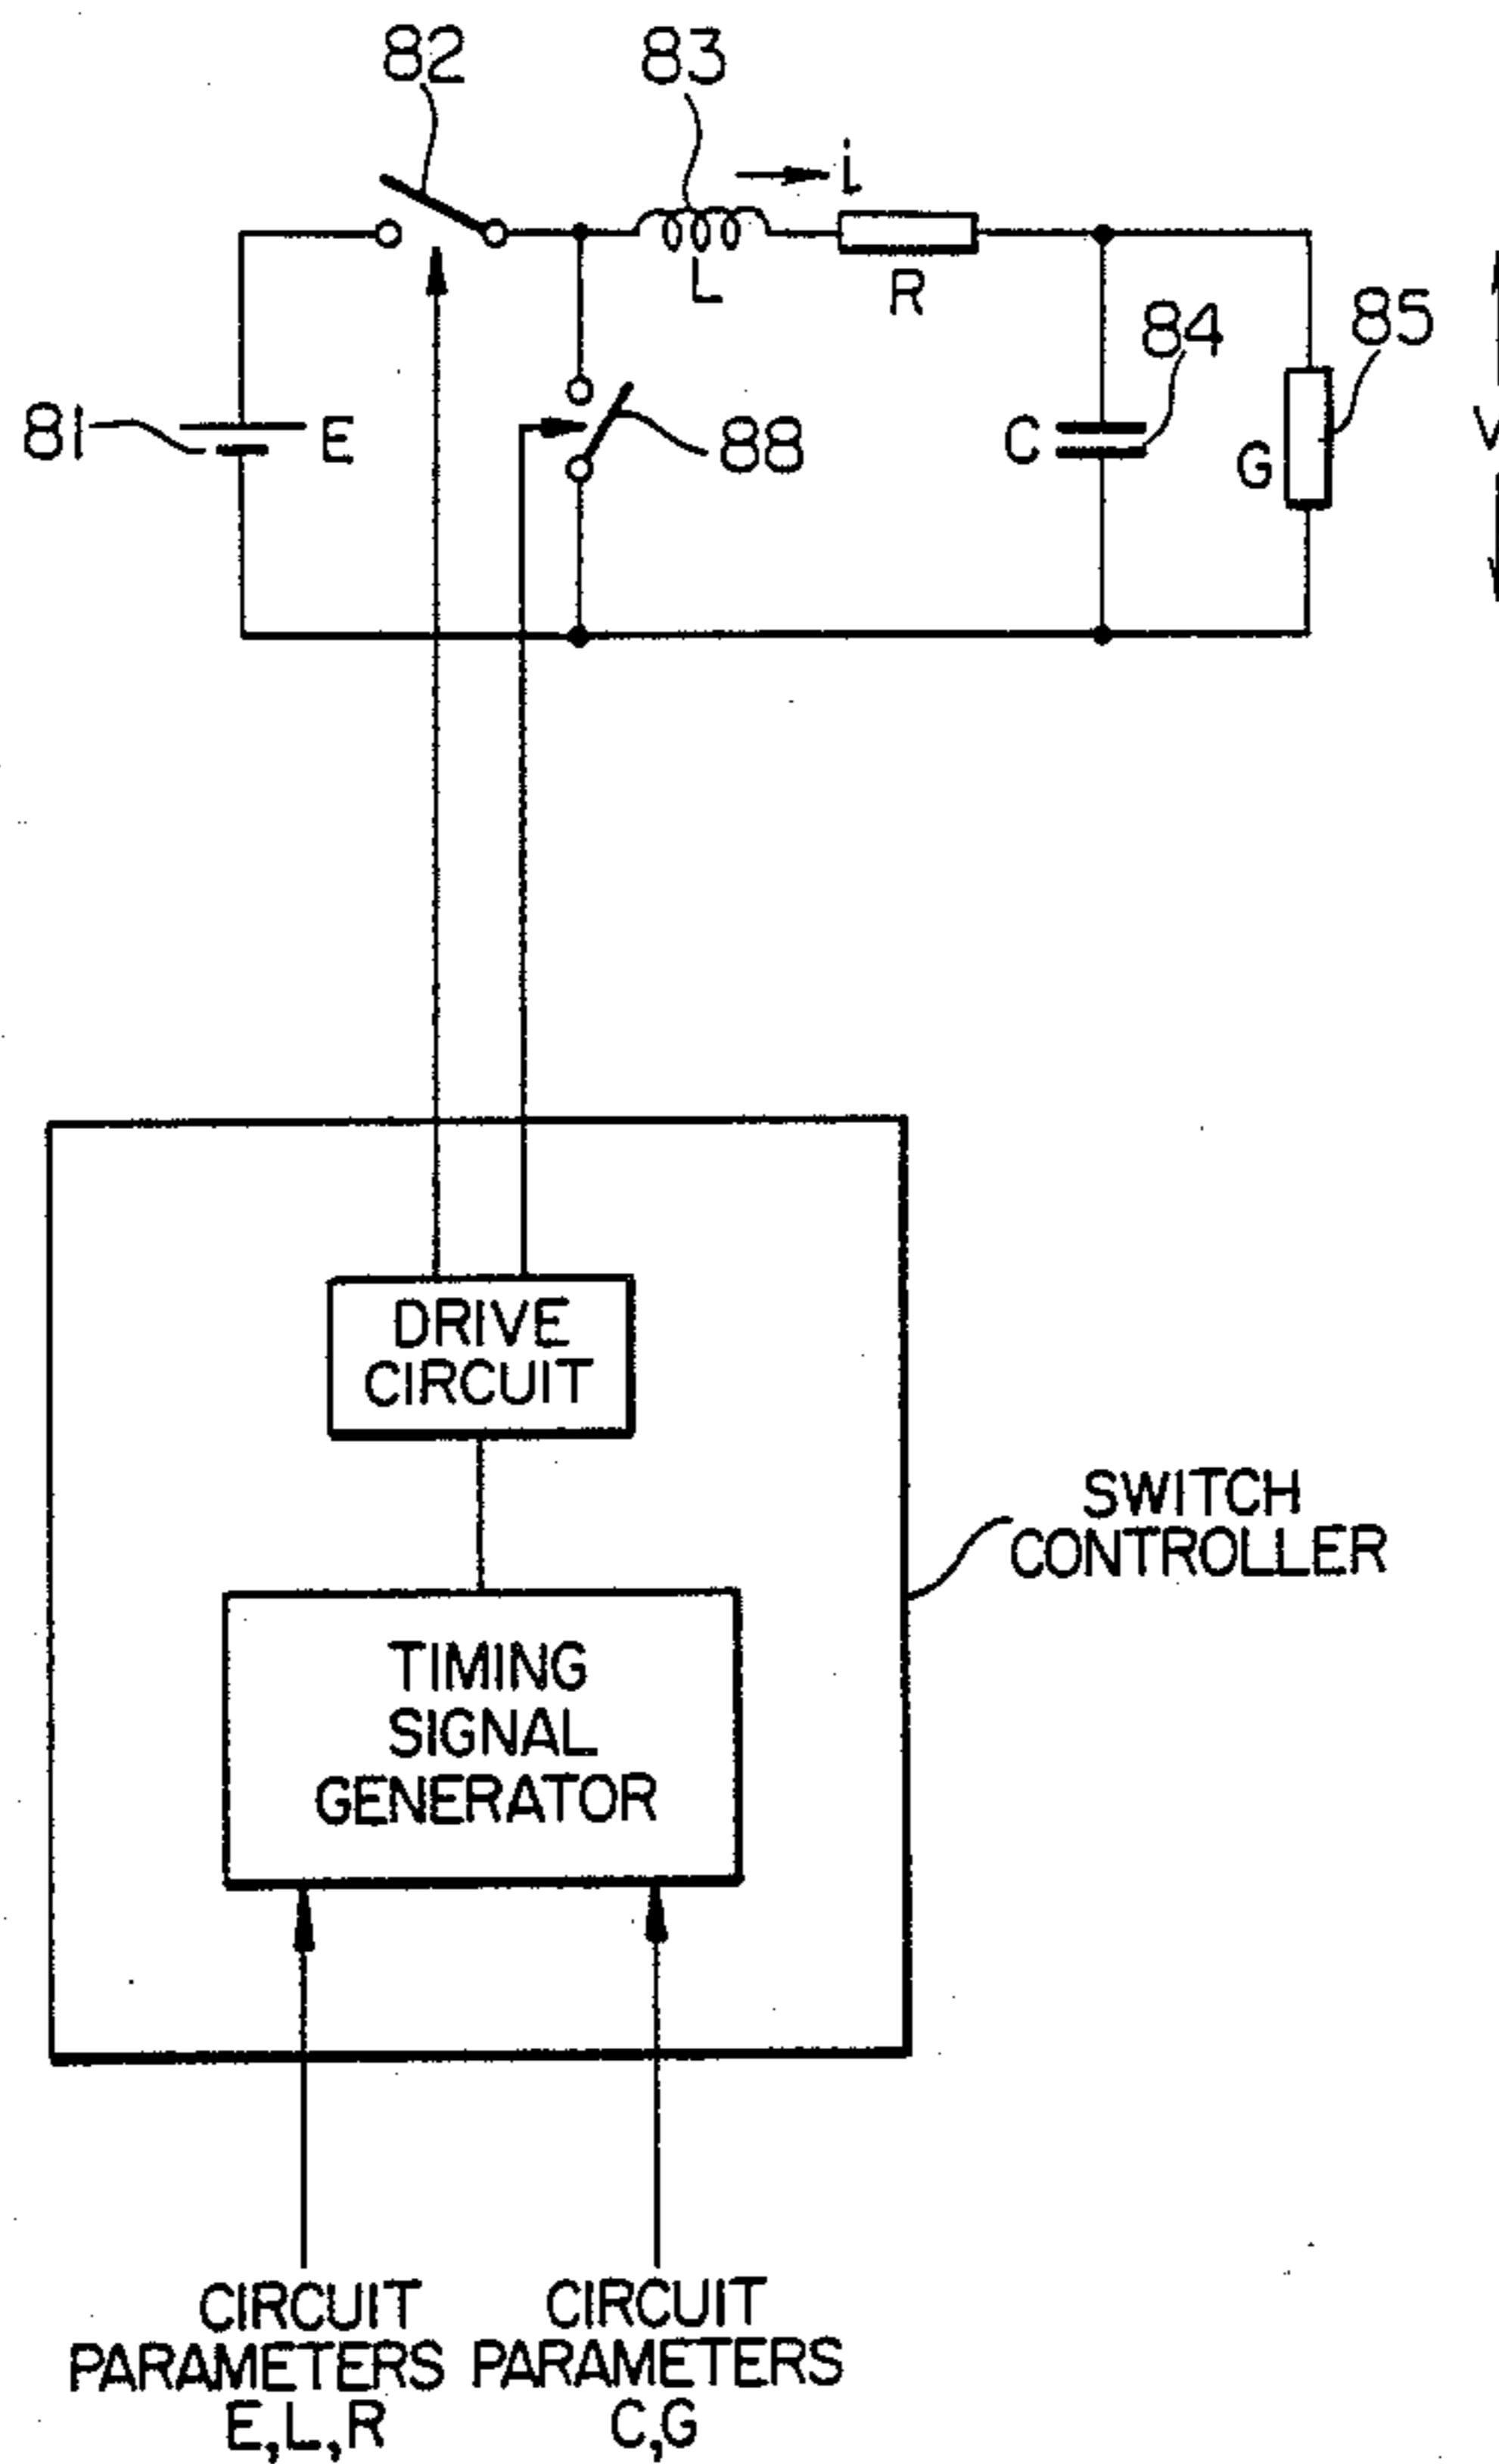 82
83
i
L
R
84
85
81
E
88
C
G
V
DRIVE
CIRCUIT
SWITCH
CONTROLLER
TIMING
SIGNAL
GENERATOR
CIRCUIT
PARAMETERS
E,L,R
CIRCUIT
PARAMETERS
C,G